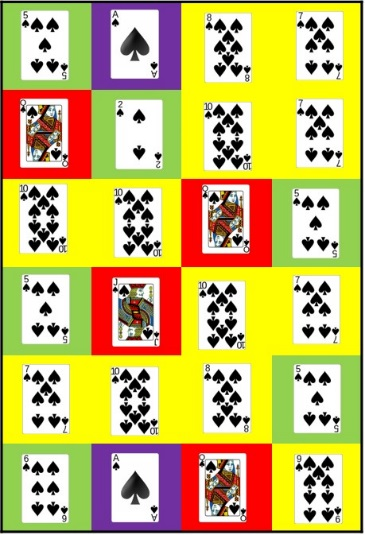 5 5 A A 8 8 7 7
Q Q 2 2 10 10 7 7
10 10 10 10 Q Q 5 5
5 5 J J 10 10 7 7
7 7 10 10 8 8 5 5
6 6 A A Q Q 9 9